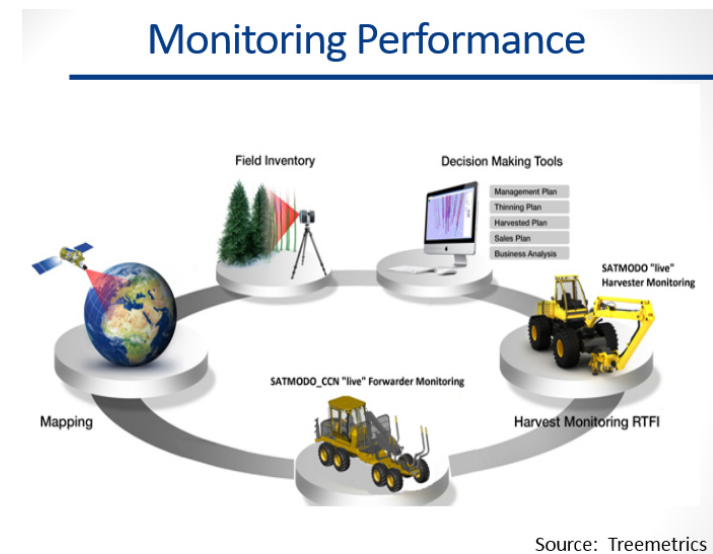 Monitoring Performance
Field Inventory
Decision Making Tools
Management Plan
Thinning Plan
Harvested Plan
Sales Plan
Business Analysis
SATMODO "live"
Harvester Monitoring
SATMODO_CCN "live" Forwarder Monitoring
Mapping
Harvest Monitoring RTFI
Source: Treemetrics